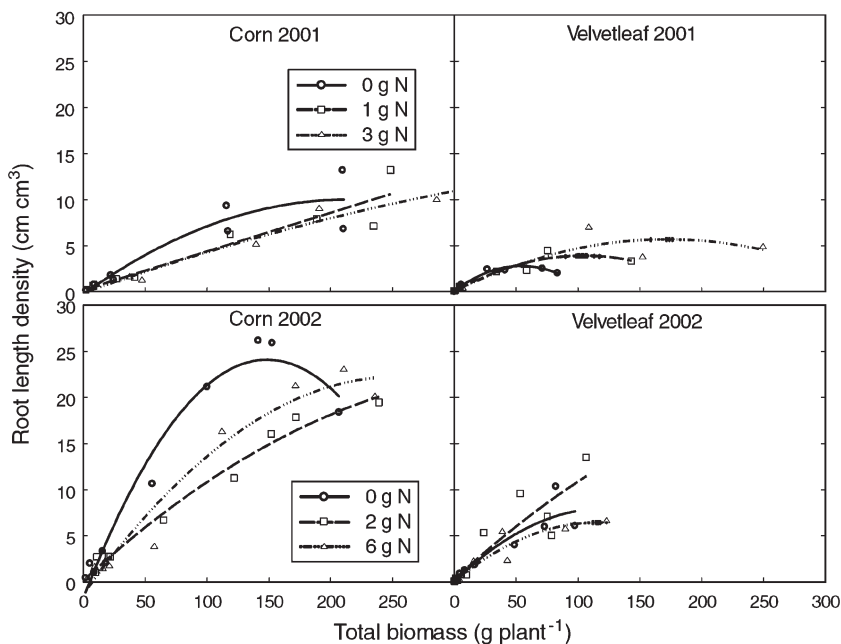 Corn 2001
Velvetleaf 2001
0 g N
1 g N
3 g N
30
25
20
15
10
5
0
Corn 2002
Velvetleaf 2002
0 g N
2 g N
6 g N
25
20
15
10
5
0
0 50 100 150 200 250 0 50 100 150 200 250 300
Root length density (cm cm³)
Total biomass (g plant⁻¹)